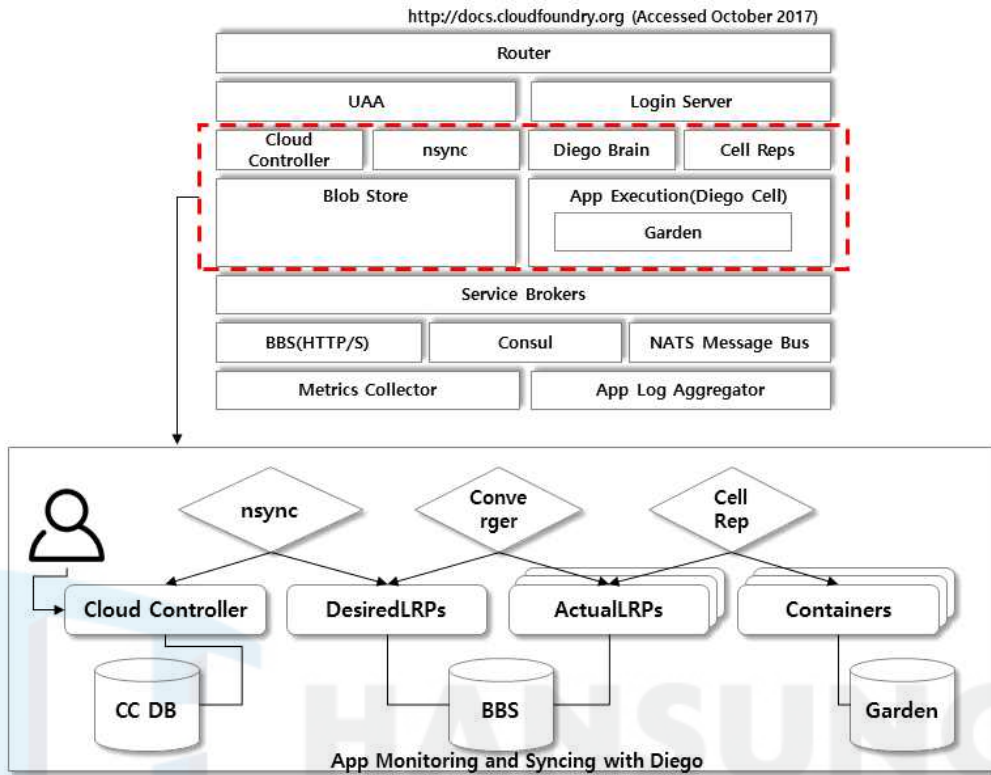 http://docs.cloudfoundry.org (Accessed October 2017)
Router
UAA
Login Server
Cloud
Controller
nsync
Diego Brain
Cell Reps
Blob Store
App Execution(Diego Cell)
Garden
Service Brokers
BBS(HTTP/S)
Consul
NATS Message Bus
Metrics Collector
App Log Aggregator
nsync
Conve
rger
Cell
Rep
Cloud Controller
DesiredLRPs
ActualLRPs
Containers
CC DB
BBS
Garden
HANSUNG
App Monitoring and Syncing with Diego